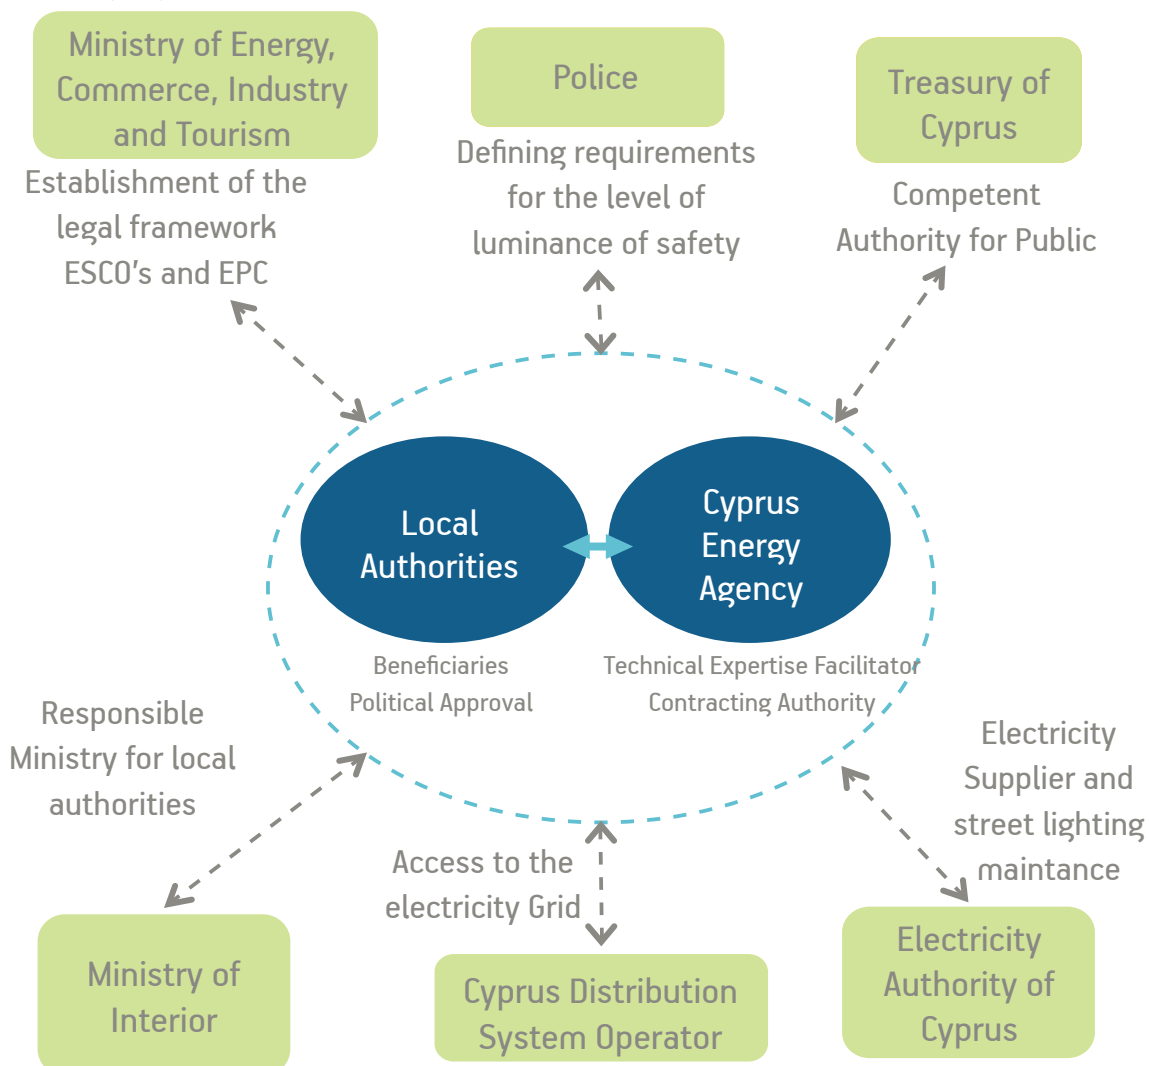 Ministry of Energy,
Commerce, Industry
and Tourism
Establishment of the
legal framework
ESCO's and EPC
Police
Defining requirements
for the level of
luminance of safety
Treasury of
Cyprus
Competent
Authority for Public
Local
Authorities
Cyprus
Energy
Agency
Beneficiaries
Political Approval
Technical Expertise Facilitator
Contracting Authority
Responsible
Ministry for local
authorities
Ministry of
Interior
Access to the
electricity Grid
Cyprus Distribution
System Operator
Electricity
Supplier and
street lighting
maintance
Electricity
Authority of
Cyprus